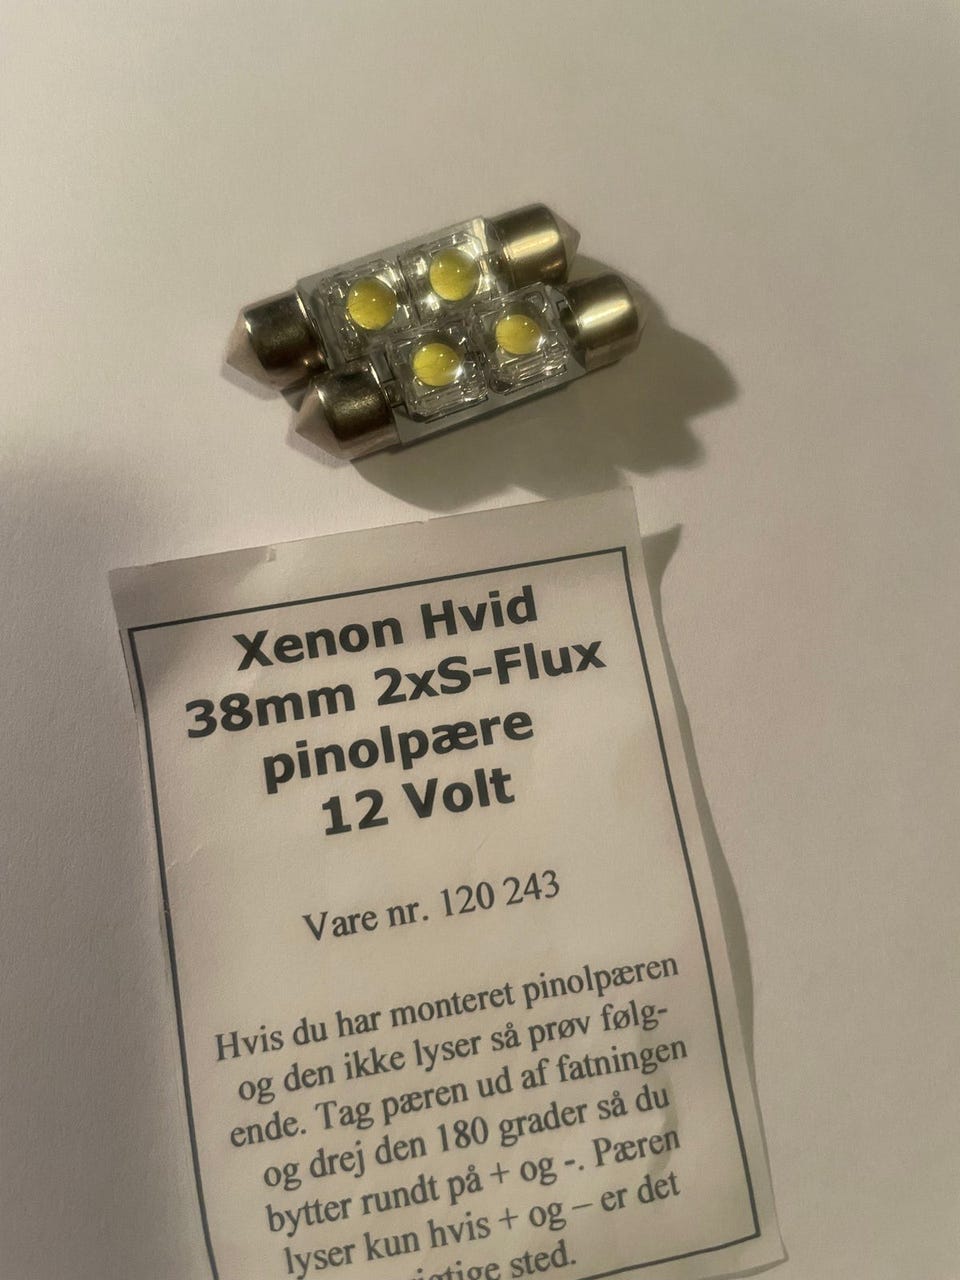 Xenon Hvid
38mm 2xS-Flux
pinolpære
12 Volt
Vare nr. 120 243
Hvis du har monteret pinolpæren
og den ikke lyser så prøv følg-
ende. Tag pæren ud af fatningen
og drej den 180 grader så du
bytter rundt på + og -. Pæren
lyser kun hvis + og – er det
sted.